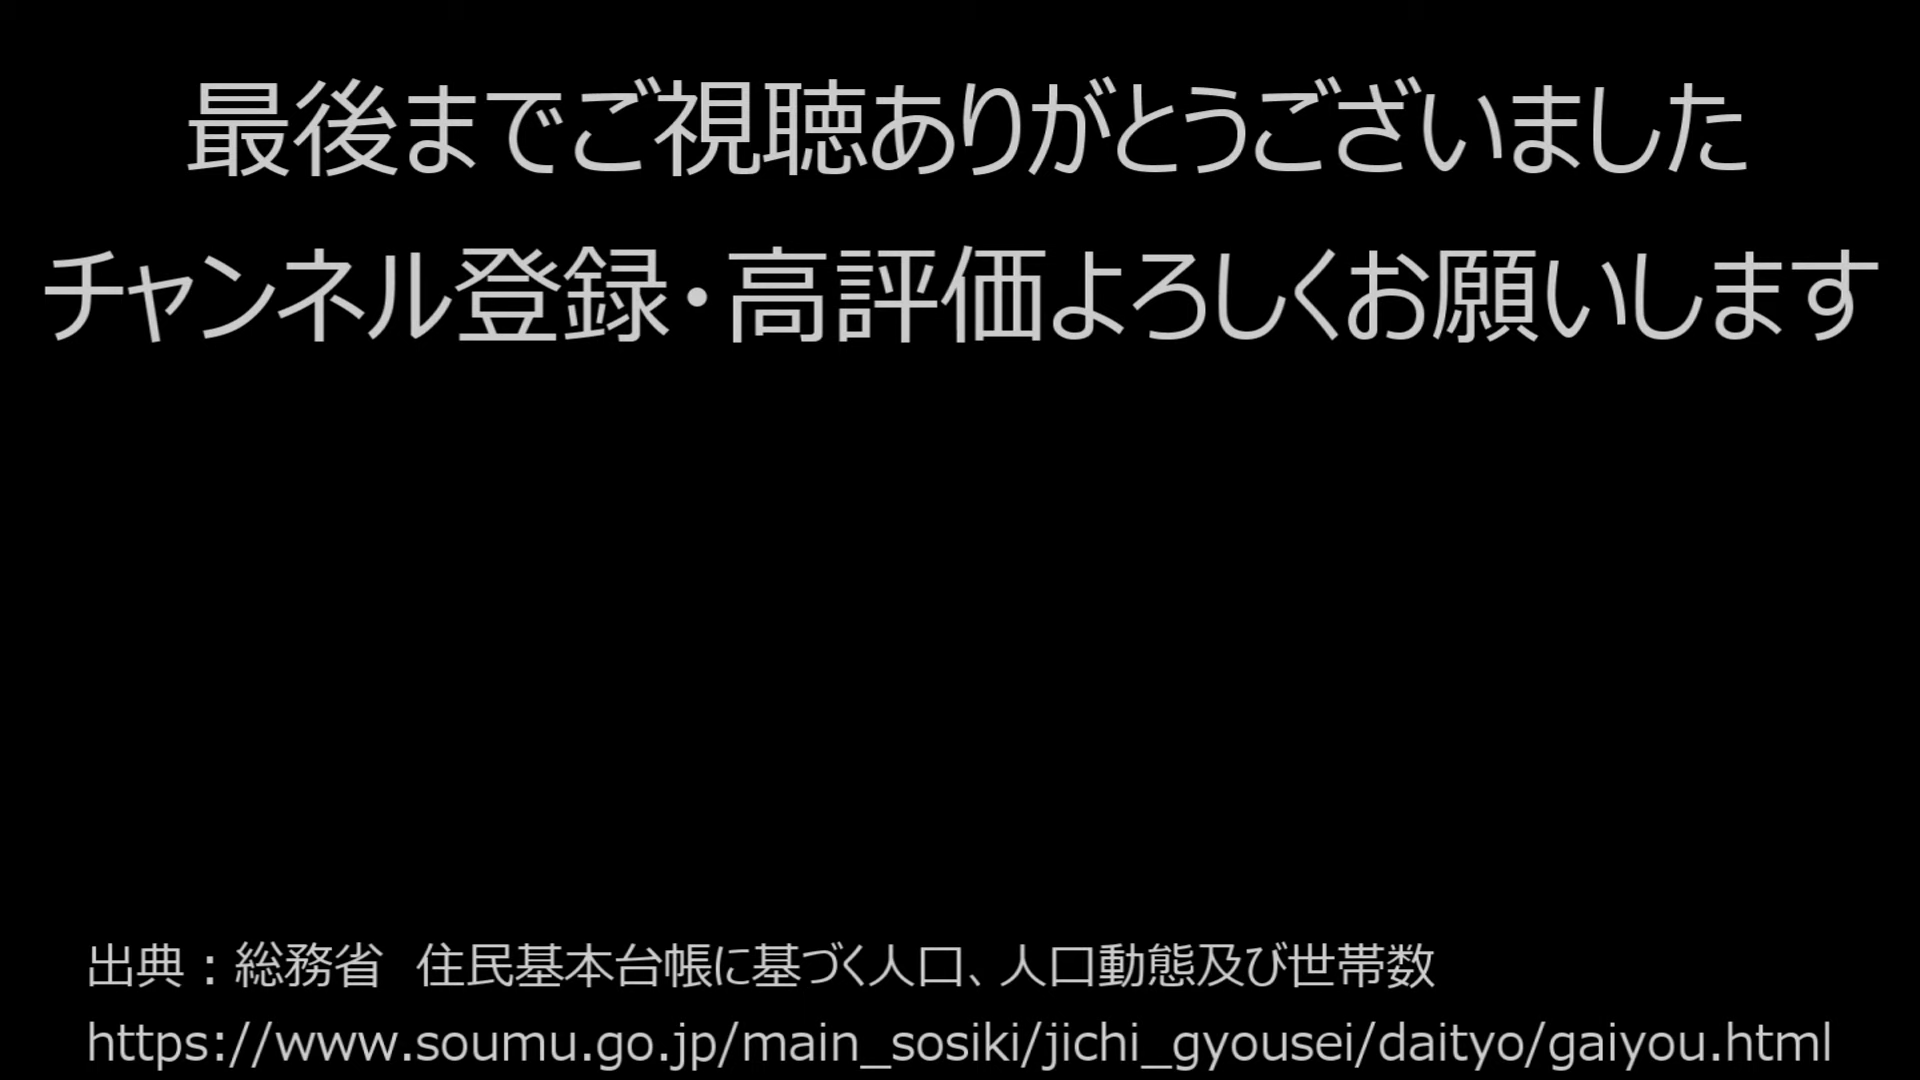 最後までご視聴ありがとうございました
チャンネル登録・高評価よろしくお願いします
出典：総務省　住民基本台帳に基づく人口、人口動態及び世帯数
https://www.soumu.go.jp/main_sosiki/jichi_gyousei/daityo/gaiyou.html